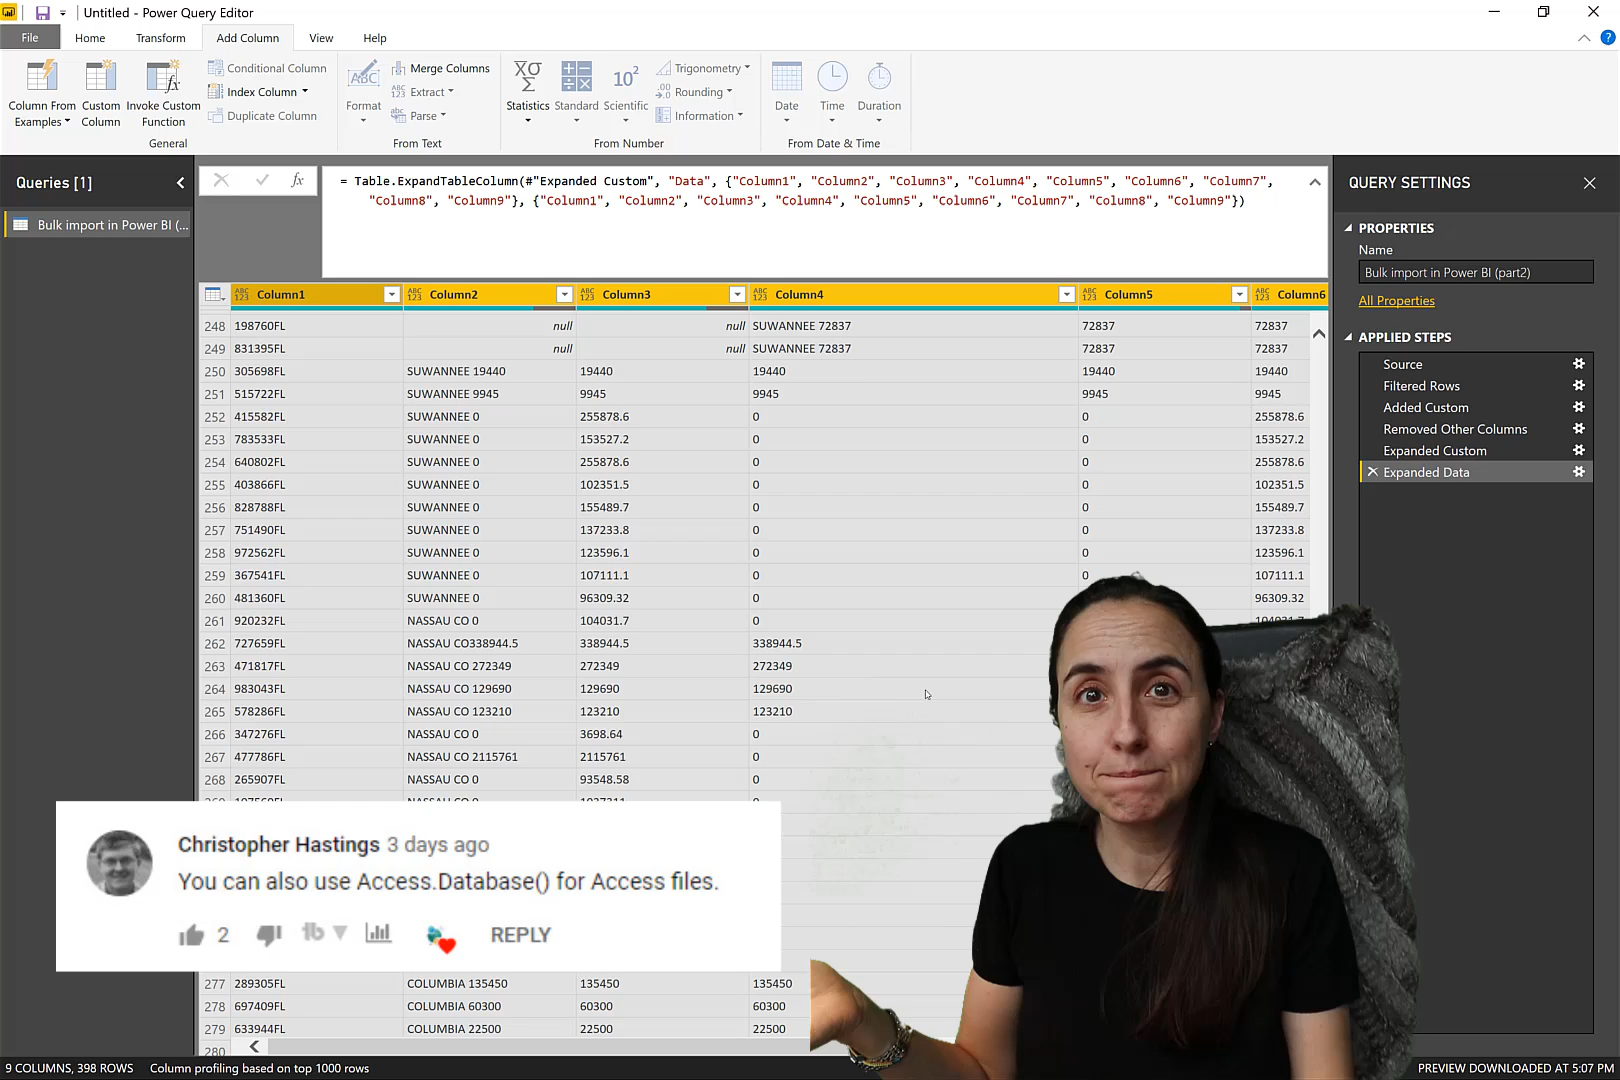 Untitled - Power Query Editor
File Home Transform Add Column View Help
Column From Examples
Custom Column
Invoke Custom Function
Conditional Column
Index Column
Duplicate Column
General
Format
Merge Columns
Extract
Parse
From Text
Statistics
Standard
Scientific
Trigonometry
Rounding
Information
From Number
Date
Time
Duration
From Date & Time
Queries [1]
Bulk import in Power BI (...
= Table.ExpandTableColumn(#"Expanded Custom", "Data", {"Column1", "Column2", "Column3", "Column4", "Column5", "Column6", "Column7",
"Column8", "Column9"}, {"Column1", "Column2", "Column3", "Column4", "Column5", "Column6", "Column7", "Column8", "Column9"})
Column1 Column2 Column3 Column4 Column5 Column6
248 198760FL null null SUWANNEE 72837 72837 72837
249 831395FL null null SUWANNEE 72837 72837 72837
250 305698FL SUWANNEE 19440 19440 19440 19440 19440
251 515722FL SUWANNEE 9945 9945 9945 9945 9945
252 415582FL SUWANNEE 0 255878.6 0 0 255878.6
253 783533FL SUWANNEE 0 153527.2 0 0 153527.2
254 640802FL SUWANNEE 0 255878.6 0 0 255878.6
255 403866FL SUWANNEE 0 102351.5 0 0 102351.5
256 828788FL SUWANNEE 0 155489.7 0 0 155489.7
257 751490FL SUWANNEE 0 137233.8 0 0 137233.8
258 972562FL SUWANNEE 0 123596.1 0 0 123596.1
259 367541FL SUWANNEE 0 107111.1 0 0 107111.1
260 481360FL SUWANNEE 0 96309.32 0 96309.32
261 920232FL NASSAU CO 0 104031.7 0
262 727659FL NASSAU CO338944.5 338944.5 338944.5
263 471817FL NASSAU CO 272349 272349 272349
264 983043FL NASSAU CO 129690 129690 129690
265 578286FL NASSAU CO 123210 123210 123210
266 347276FL NASSAU CO 0 3698.64 0
267 477786FL NASSAU CO 2115761 2115761 0
268 265907FL NASSAU CO 0 93548.58 0
Christopher Hastings 3 days ago
You can also use Access.Database() for Access files.
2 REPLY
277 289305FL COLUMBIA 135450 135450 135450
278 697409FL COLUMBIA 60300 60300 60300
279 633944FL COLUMBIA 22500 22500 22500
280
QUERY SETTINGS
PROPERTIES
Name
Bulk import in Power BI (part2)
All Properties
APPLIED STEPS
Source
Filtered Rows
Added Custom
Removed Other Columns
Expanded Custom
Expanded Data
9 COLUMNS, 398 ROWS Column profiling based on top 1000 rows
PREVIEW DOWNLOADED AT 5:07 PM